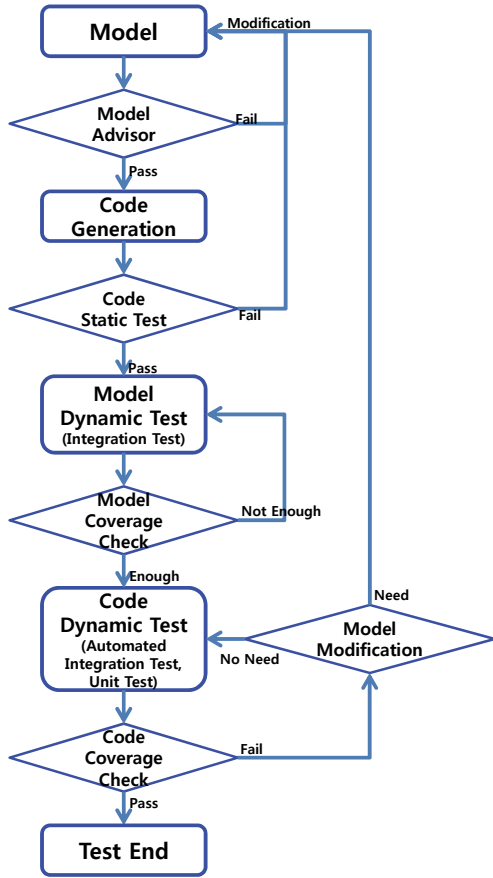 Model
Modification
Model
Advisor
Fail
Pass
Code
Generation
Code
Static Test
Fail
Pass
Model
Dynamic Test
(Integration Test)
Model
Coverage
Check
Not Enough
Enough
Code
Dynamic Test
(Automated
Integration Test,
Unit Test)
Need
Model
Modification
No Need
Code
Coverage
Check
Fail
Pass
Test End